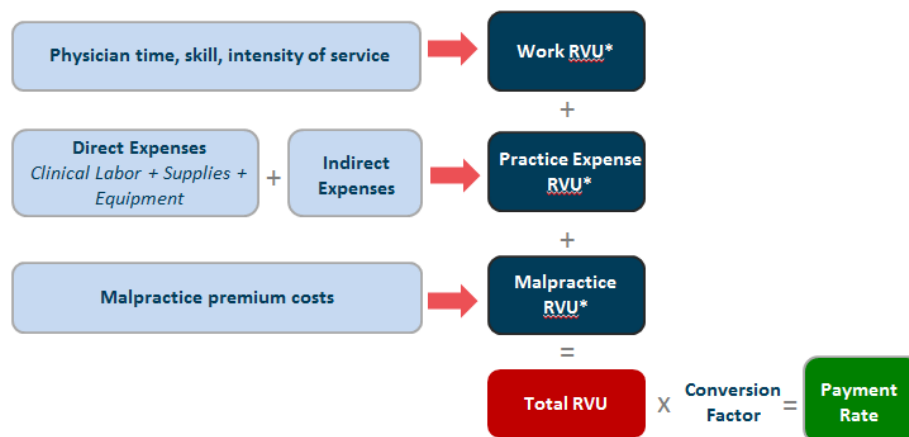 Physician time, skill, intensity of service
Work RVU*
+
Direct Expenses
Clinical Labor + Supplies +
Equipment
+
Indirect
Expenses
Practice Expense
RVU*
+
Malpractice premium costs
Malpractice
RVU*
=
Total RVU
X
Conversion
Factor
=
Payment
Rate